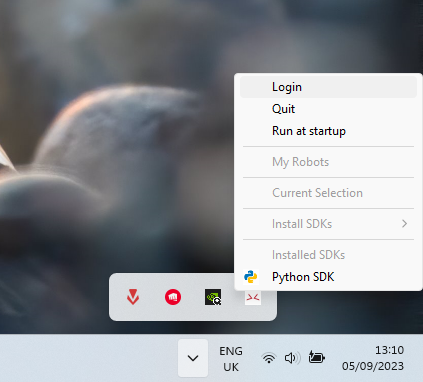 Login
Quit
Run at startup
My Robots
Current Selection
Install SDKs
Installed SDKs
Python SDK
ENG
UK
13:10
05/09/2023